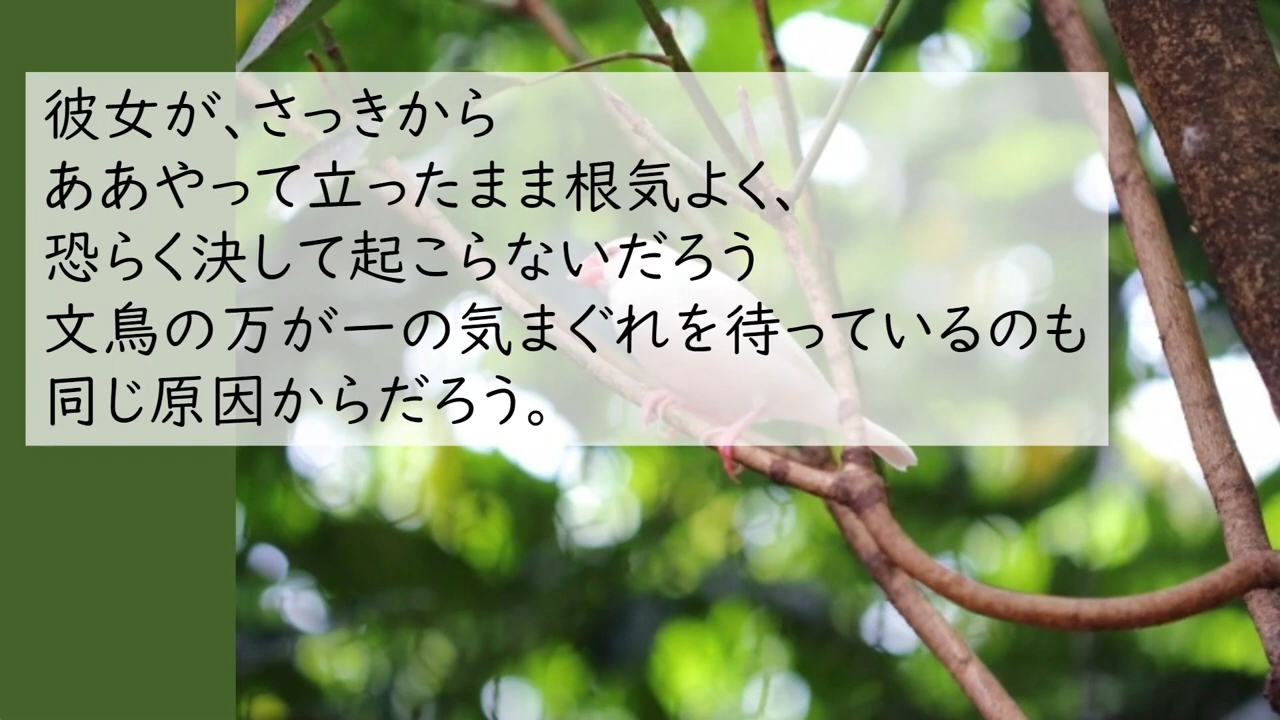 彼女が、さっきから
ああやって立ったまま根気よく、
恐らく決して起こらないだろう
文鳥の万が一の気まぐれを待っているのも
同じ原因からだろう。